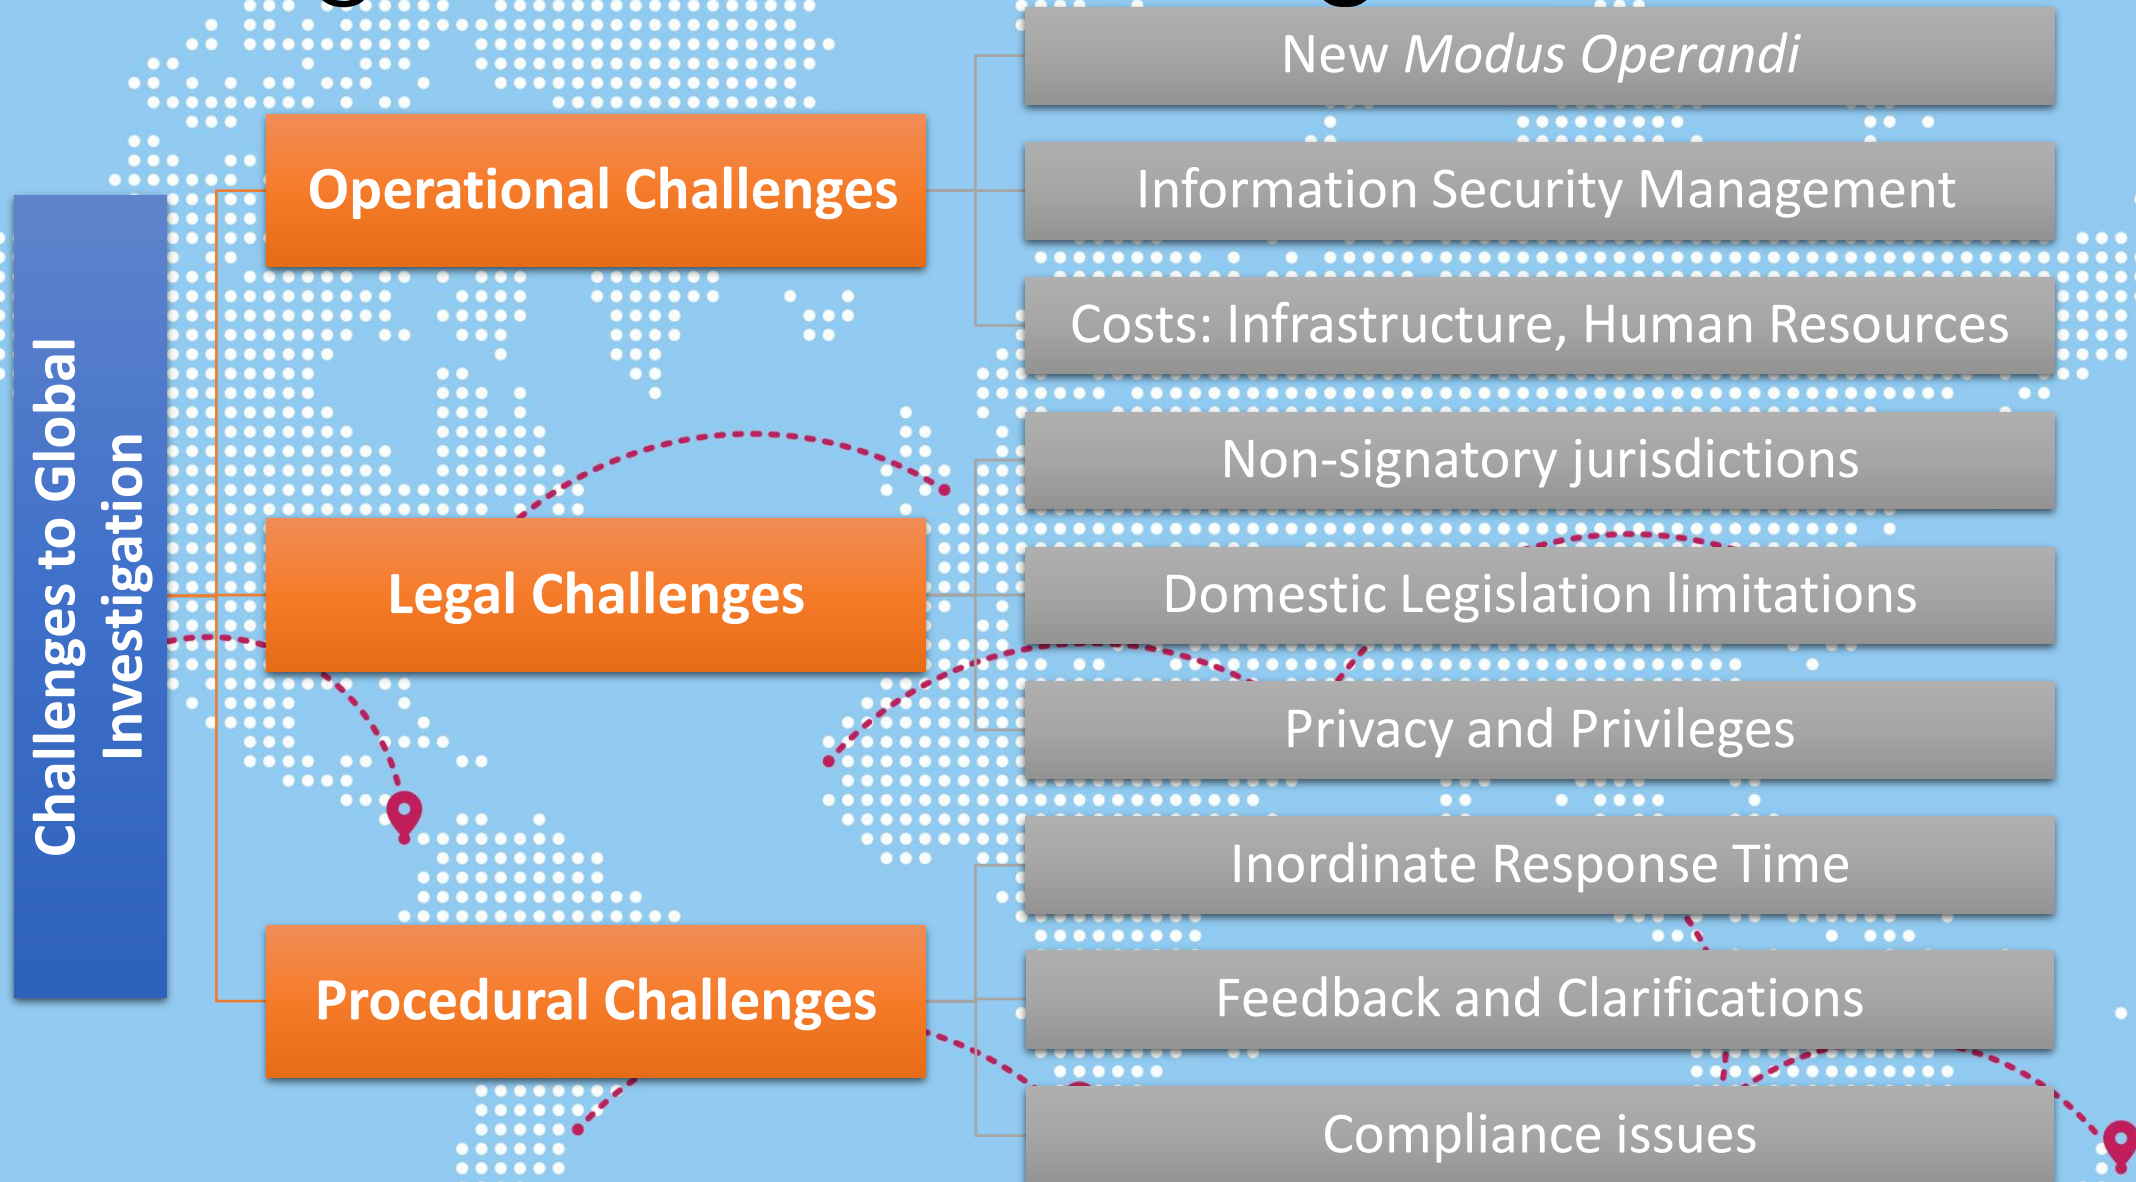 Challenges to Global
Investigation
Operational Challenges
New Modus Operandi
Information Security Management
Costs: Infrastructure, Human Resources
Legal Challenges
Non-signatory jurisdictions
Domestic Legislation limitations
Privacy and Privileges
Procedural Challenges
Inordinate Response Time
Feedback and Clarifications
Compliance issues